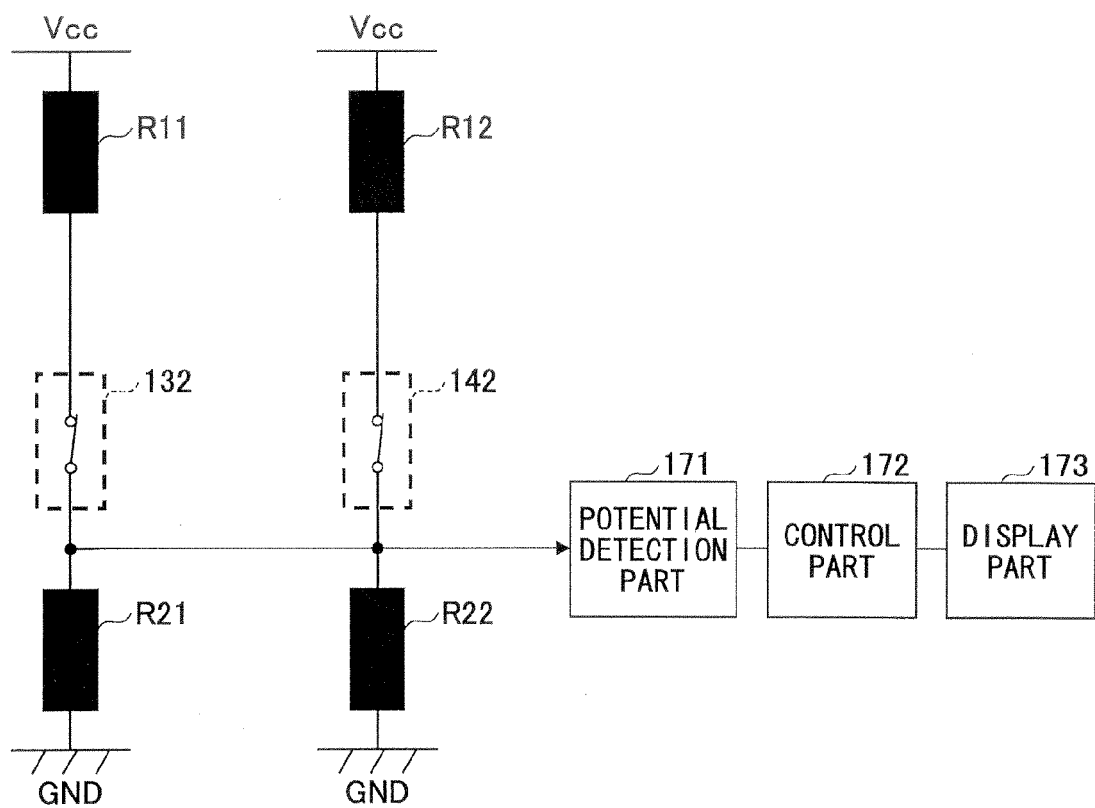 Vcc Vcc
R11 R12
132 142
171 172 173
POTENTIAL
DETECTION
PART
CONTROL
PART
DISPLAY
PART
R21 R22
GND GND